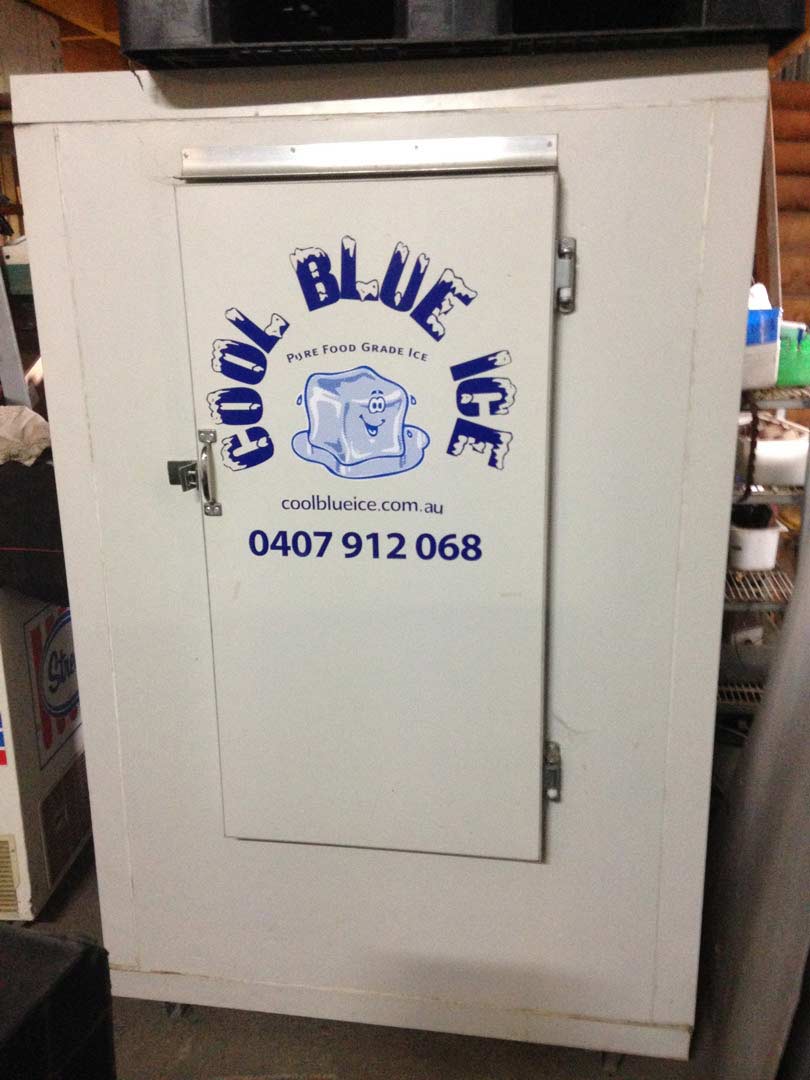 COOL BLUE ICE
PURE FOOD GRADE ICE
coolblueice.com.au
0407 912 068